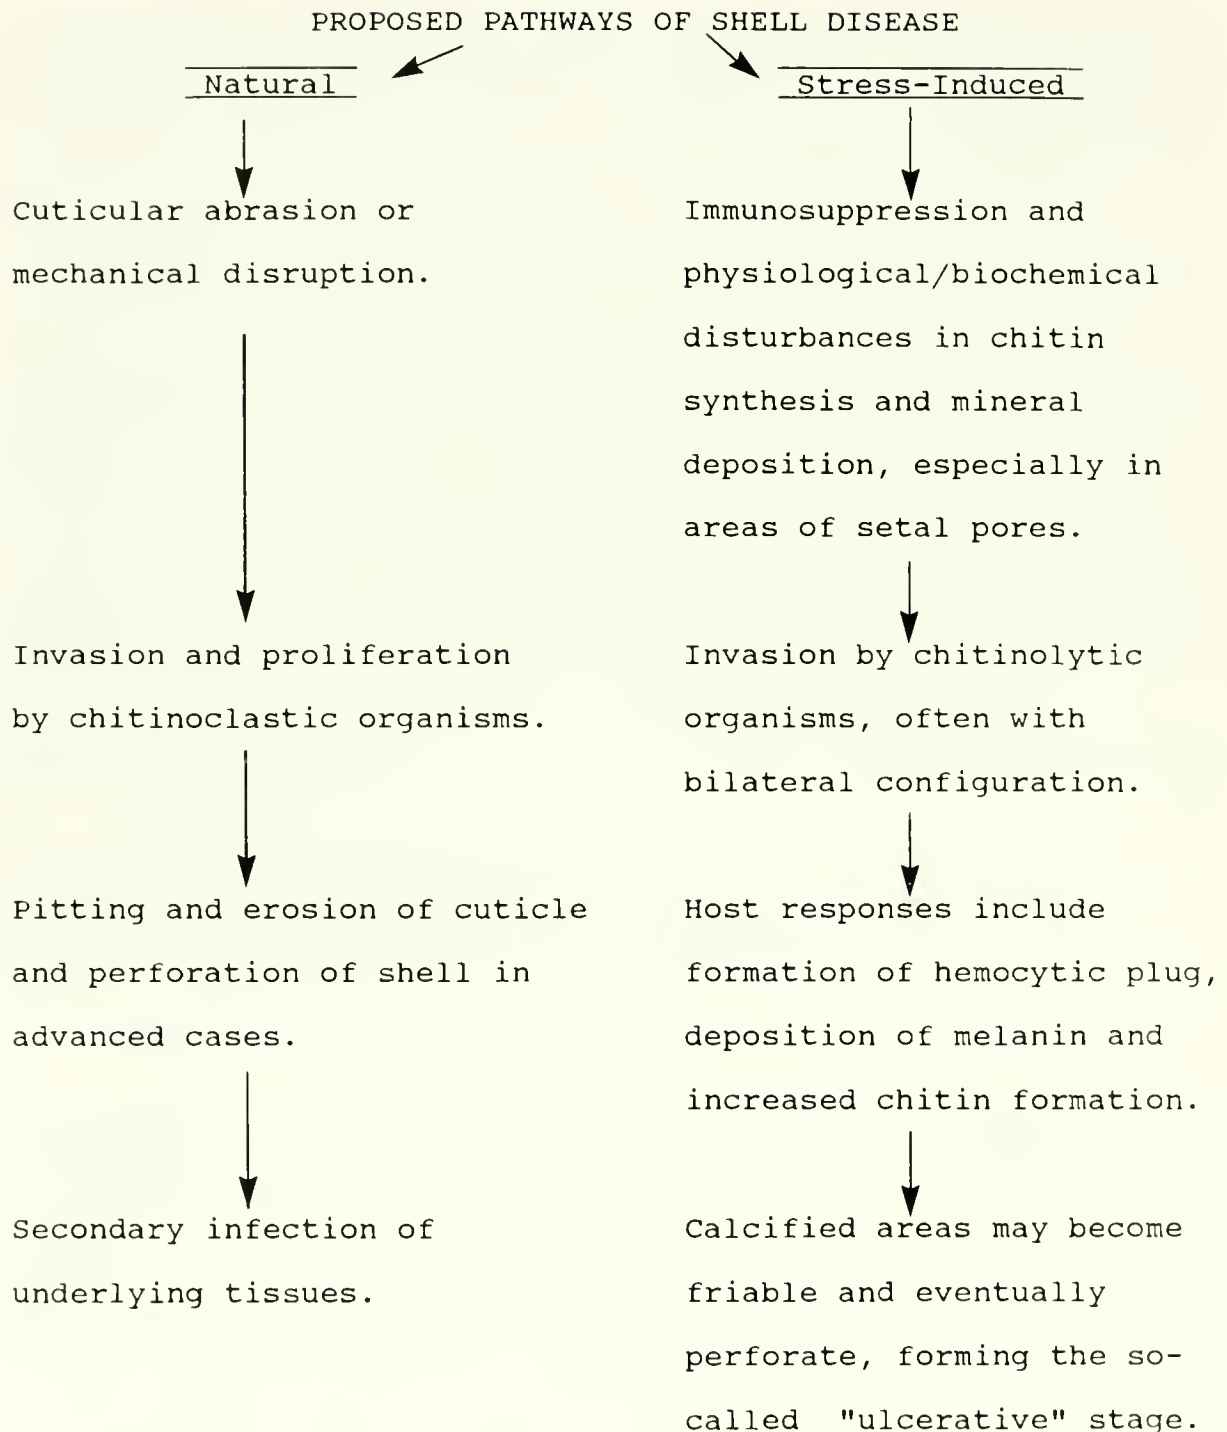 PROPOSED PATHWAYS OF SHELL DISEASE
Natural
Cuticular abrasion or
mechanical disruption.
Invasion and proliferation
by chitinoclastic organisms.
Pitting and erosion of cuticle
and perforation of shell in
advanced cases.
Secondary infection of
underlying tissues.
Stress-Induced
Immunosuppression and
physiological/biochemical
disturbances in chitin
synthesis and mineral
deposition, especially in
areas of setal pores.
Invasion by chitinolytic
organisms, often with
bilateral configuration.
Host responses include
formation of hemocytic plug,
deposition of melanin and
increased chitin formation.
Calcified areas may become
friable and eventually
perforate, forming the so-
called "ulcerative" stage.